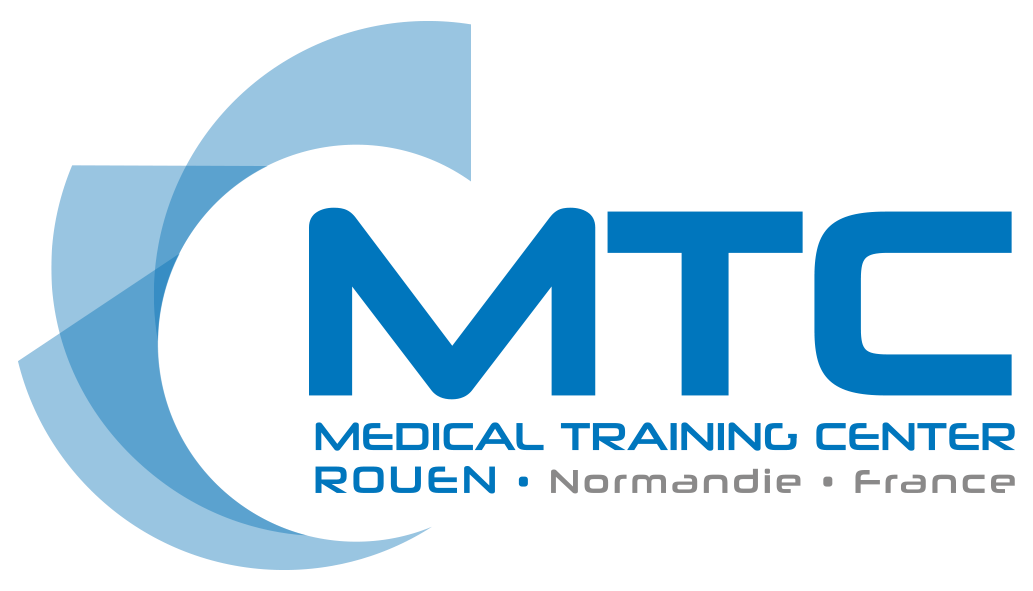 MTC
MEDICAL TRAINING CENTER
ROUEN • Normandie • France